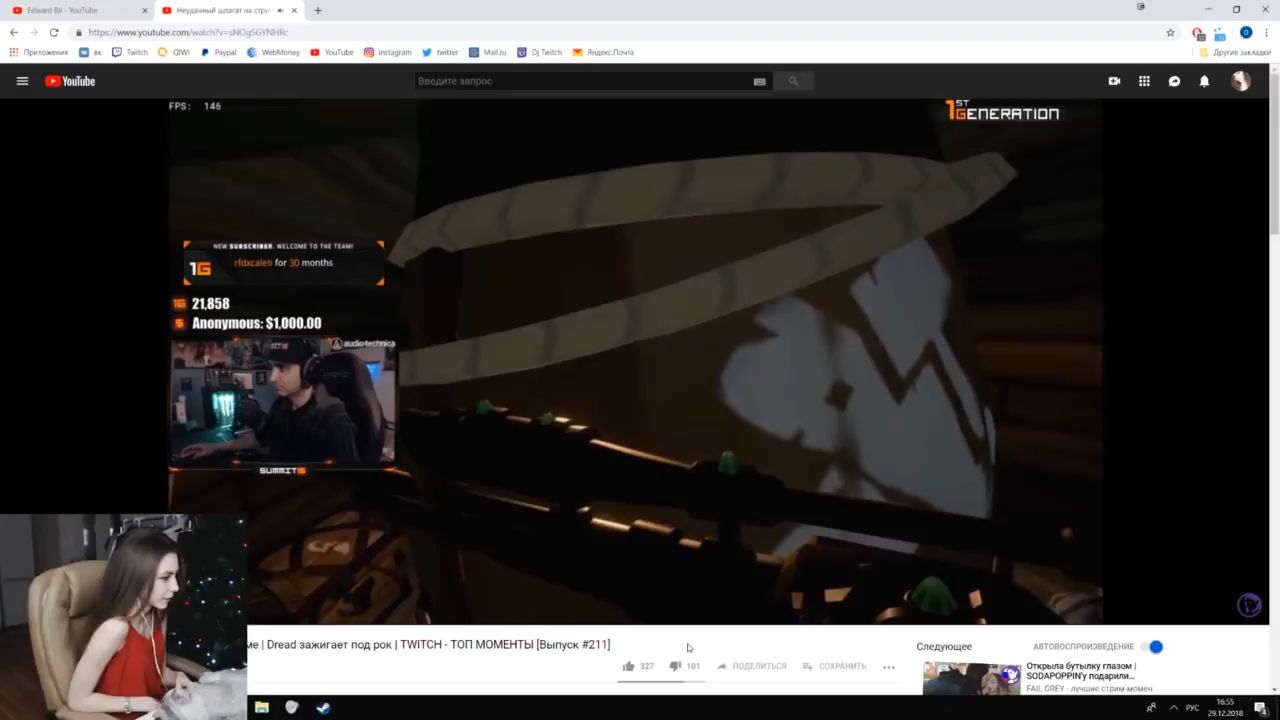 Edward Bil - YouTube
Неудачный шпагат на стри
https://www.youtube.com/watch?v=sNOgSGYNHRc
Приложения
вк
Twitch
QIWI
Paypal
WebMoney
YouTube
instagram
twitter
Mail.ru
Dj Twitch
Яндекс.Почта
Другие закладки
YouTube
Введите запрос
FPS: 146
1ST GENERATION
NEW SUBSCRIBER. WELCOME TO THE TEAM!
1G
for 30 months
1G 21,858
$ Anonymous: $1,000.00
audio-technica
SUMMIT1G
ме | Dread зажигает под рок | TWITCH - ТОП МОМЕНТЫ [Выпуск #211]
327
101
ПОДЕЛИТЬСЯ
СОХРАНИТЬ
Следующее
АВТОВОСПРОИЗВЕДЕНИЕ
Открыла бутылку глазом |
SODAPOPPIN'у подарили...
FAIL GREY - лучшие стрим момен
РУС
16:55
29.12.2018